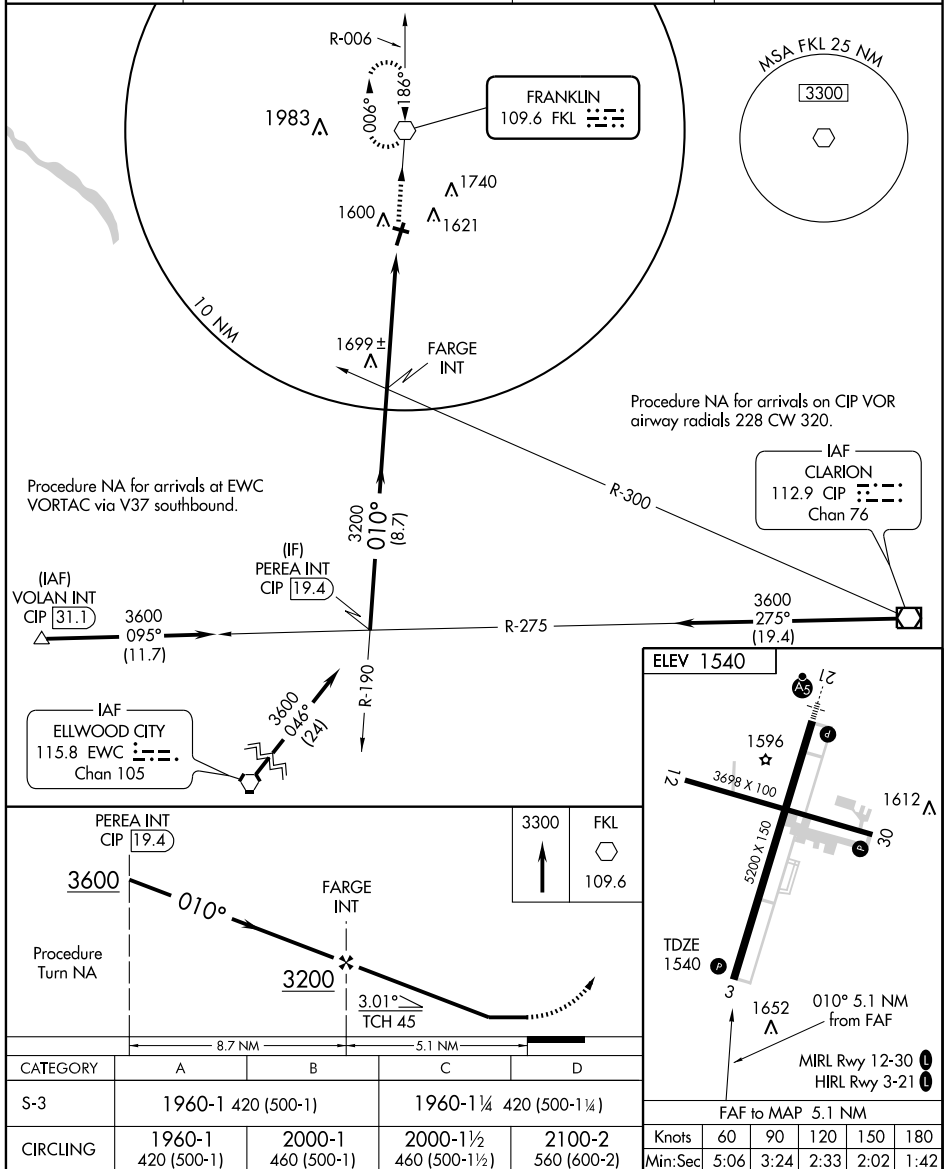 R-006
006°
186°
1983
FRANKLIN
109.6 FKL
MSA FKL 25 NM
3300
1740
1600
1621
10 NM
1699 ±
FARGE
INT
Procedure NA for arrivals on CIP VOR
airway radials 228 CW 320.
IAF
CLARION
112.9 CIP
Chan 76
Procedure NA for arrivals at EWC
VORTAC via V37 southbound.
R-300
3200
010°
(8.7)
(IF)
PEREA INT
CIP 19.4
(IAF)
VOLAN INT
CIP 31.1
3600
095°
(11.7)
R-275
3600
275°
(19.4)
R-190
3600
046°
(24)
IAF
ELLWOOD CITY
115.8 EWC
Chan 105
ELEV 1540
A5
21
P
1596
12
3698 X 100
1612
30
P
5200 X 150
TDZE
1540
P
3
1652
010° 5.1 NM
from FAF
MIRL Rwy 12-30 L
HIRL Rwy 3-21 L
PEREA INT
CIP 19.4
3600
010°
FARGE
INT
3300
FKL
109.6
Procedure
Turn NA
3200
3.01°
TCH 45
8.7 NM
5.1 NM
CATEGORY A B C D
S-3 1960-1 420 (500-1) 1960-1¼ 420 (500-1¼)
CIRCLING 1960-1 2000-1 2000-1½ 2100-2
420 (500-1) 460 (500-1) 460 (500-1½) 560 (600-2)
FAF to MAP 5.1 NM
Knots 60 90 120 150 180
Min:Sec 5:06 3:24 2:33 2:02 1:42